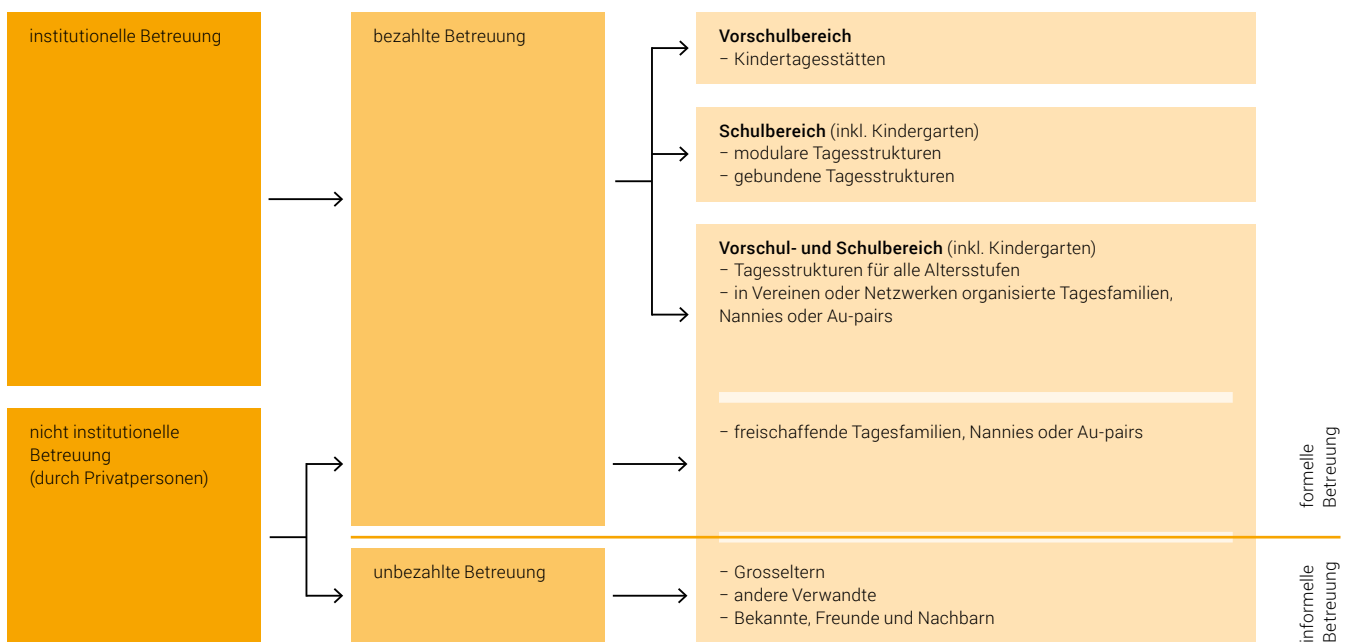 institutionelle Betreuung
bezahlte Betreuung
Vorschulbereich
– Kindertagesstätten
Schulbereich (inkl. Kindergarten)
– modulare Tagesstrukturen
– gebundene Tagesstrukturen
Vorschul- und Schulbereich (inkl. Kindergarten)
– Tagesstrukturen für alle Altersstufen
– in Vereinen oder Netzwerken organisierte Tagesfamilien,
Nannies oder Au-pairs
nicht institutionelle
Betreuung
(durch Privatpersonen)
– freischaffende Tagesfamilien, Nannies oder Au-pairs
formelle
Betreuung
unbezahlte Betreuung
– Grosseltern
– andere Verwandte
– Bekannte, Freunde und Nachbarn
informelle
Betreuung